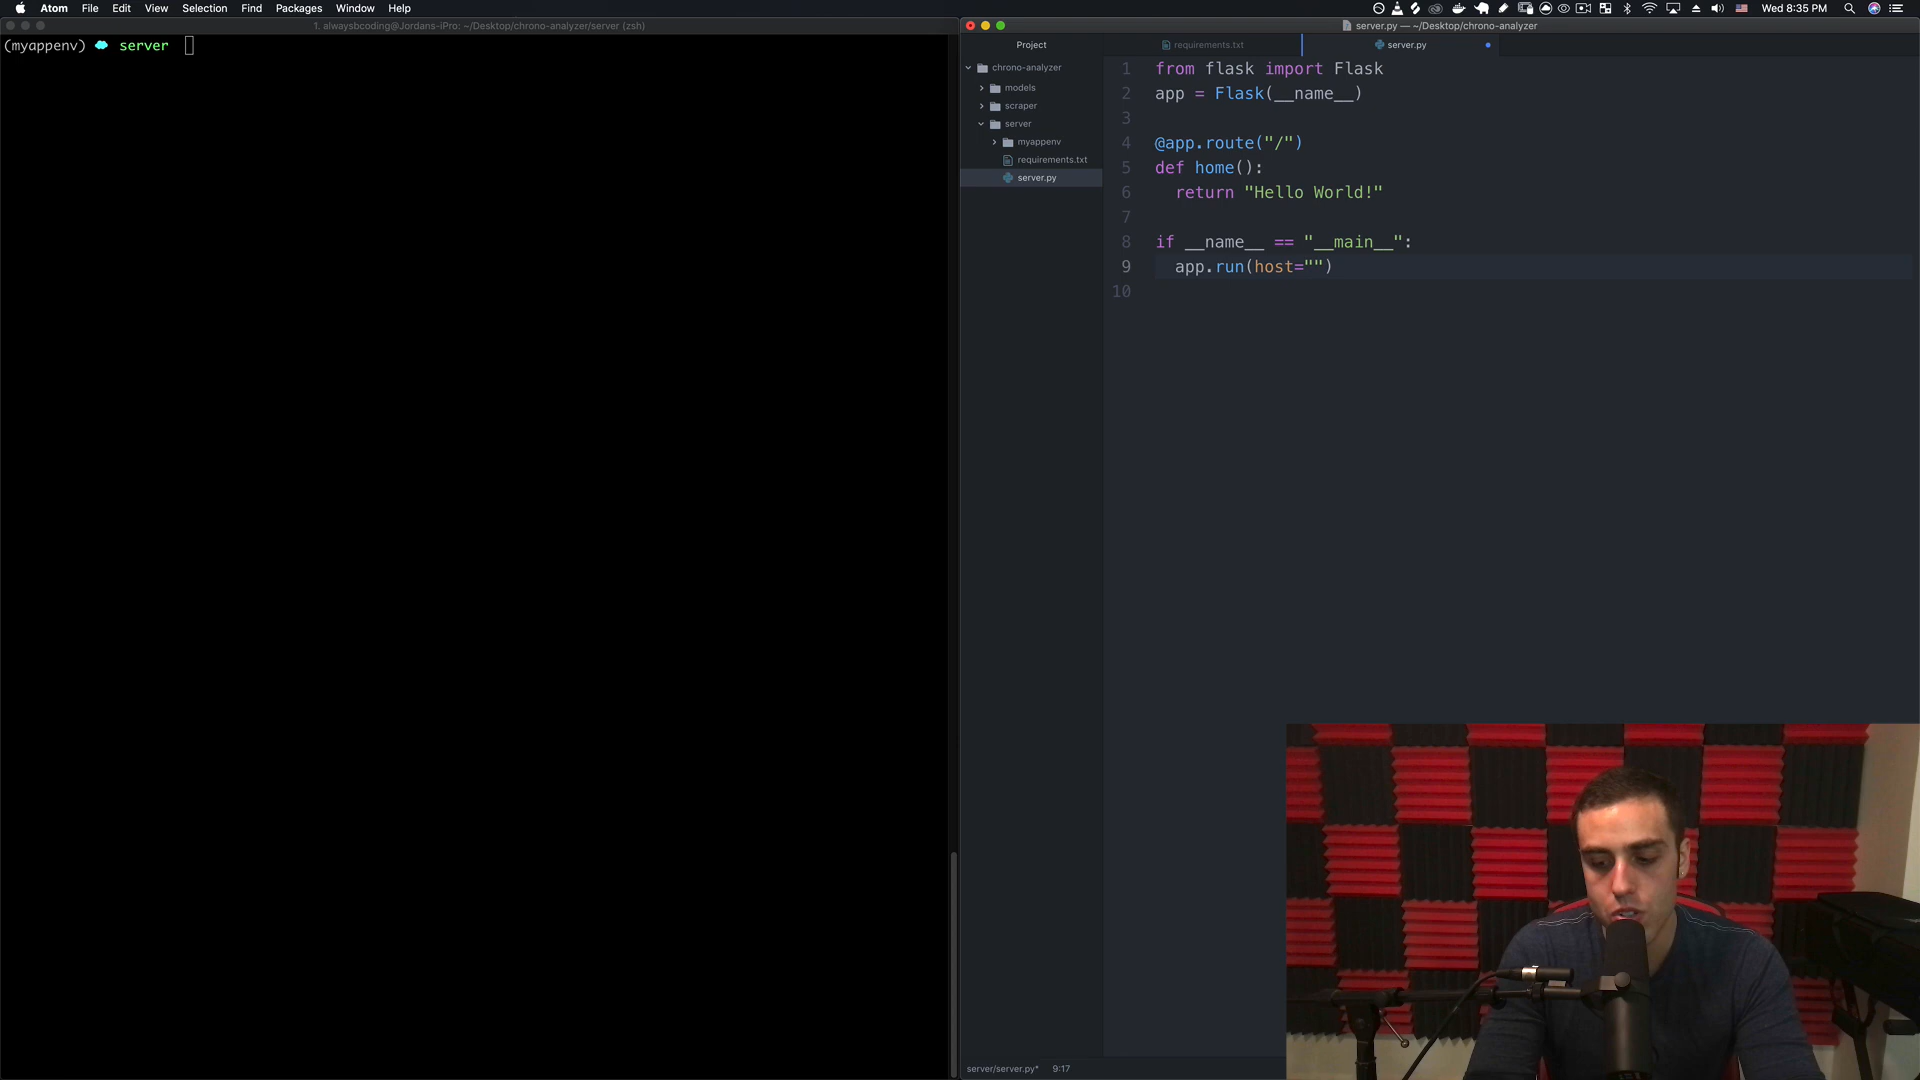 Atom File Edit View Selection Find Packages Window Help Wed 8:35 PM
1. alwaysbcoding@Jordans-iPro: ~/Desktop/chrono-analyzer/server (zsh)
(myappenv) server
server.py — ~/Desktop/chrono-analyzer
Project
chrono-analyzer
models
scraper
server
myappenv
requirements.txt
server.py
requirements.txt server.py
1 from flask import Flask
2 app = Flask(__name__)
3
4 @app.route("/")
5 def home():
6 return "Hello World!"
7
8 if __name__ == "__main__":
9 app.run(host="")
10
server/server.py* 9:17